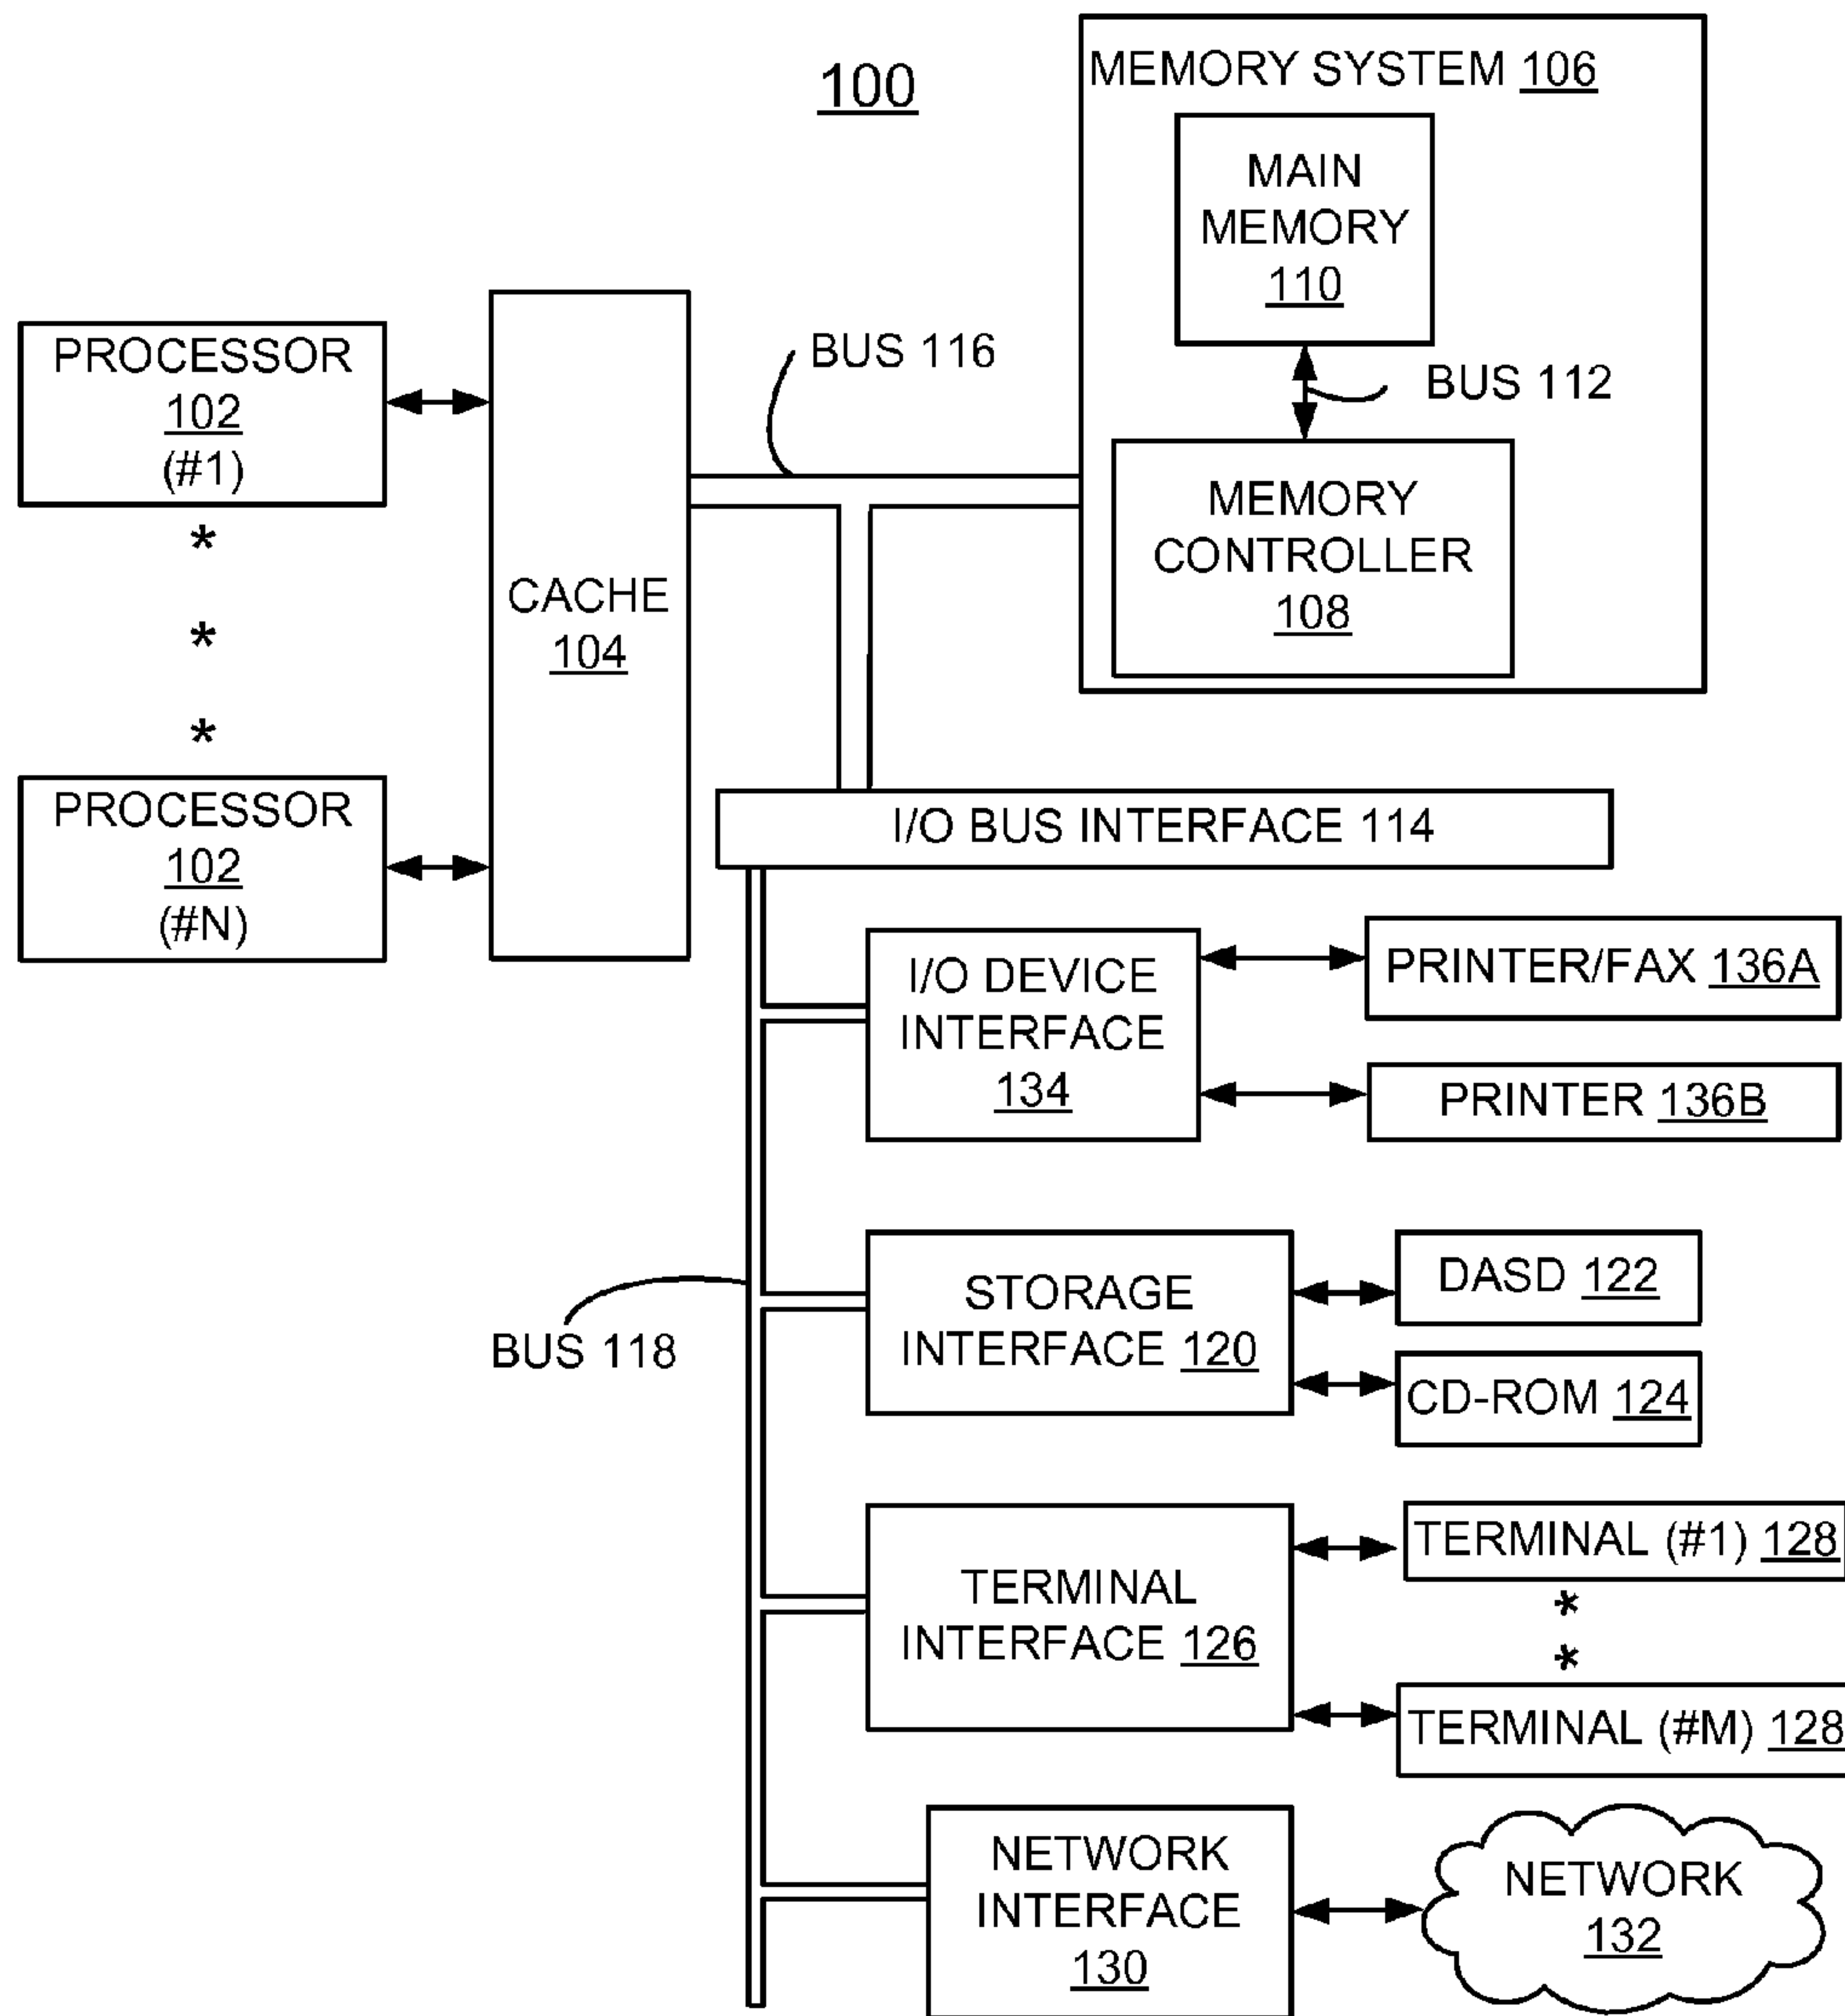 100
MEMORY SYSTEM 106
MAIN
MEMORY
110
BUS 112
MEMORY
CONTROLLER
108
BUS 116
PROCESSOR
102
(#1)
*
*
*
PROCESSOR
102
(#N)
CACHE
104
I/O BUS INTERFACE 114
I/O DEVICE
INTERFACE
134
PRINTER/FAX 136A
PRINTER 136B
BUS 118
STORAGE
INTERFACE 120
DASD 122
CD-ROM 124
TERMINAL
INTERFACE 126
TERMINAL (#1) 128
*
*
TERMINAL (#M) 128
NETWORK
INTERFACE
130
NETWORK
132